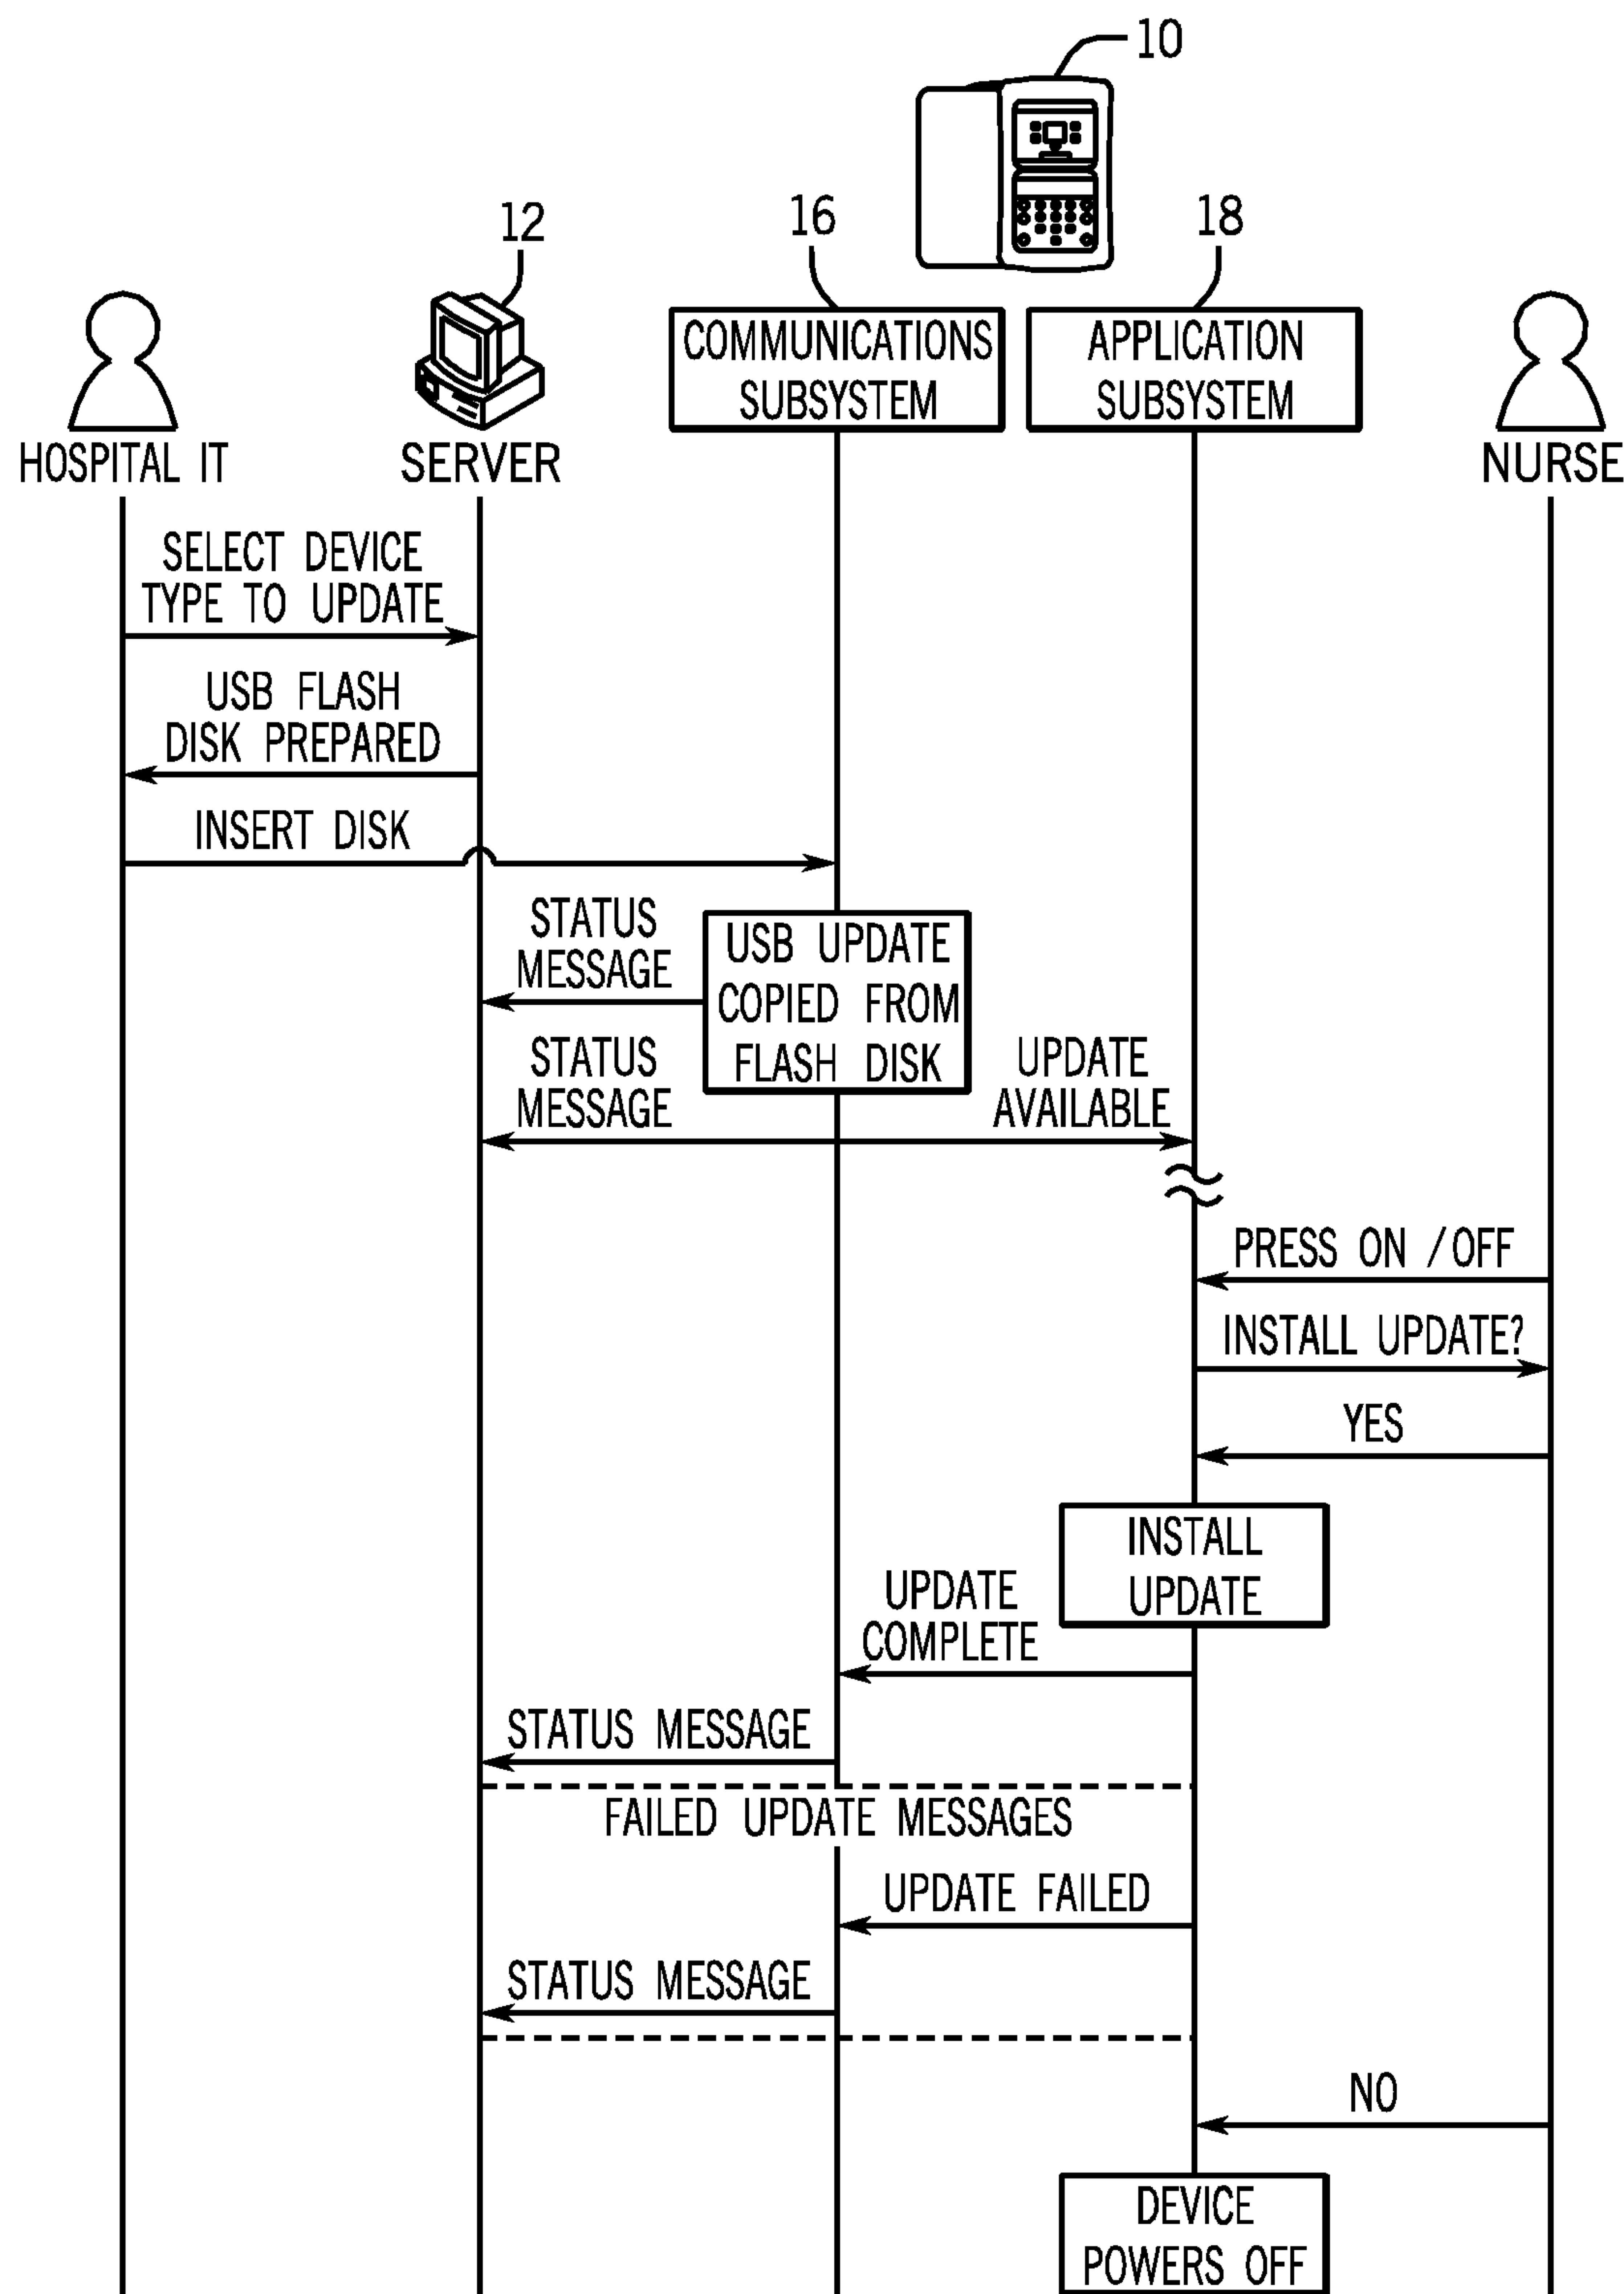 10
12
16
18
COMMUNICATIONS
SUBSYSTEM
APPLICATION
SUBSYSTEM
HOSPITAL IT
SERVER
NURSE
SELECT DEVICE
TYPE TO UPDATE
USB FLASH
DISK PREPARED
INSERT DISK
STATUS
MESSAGE
USB UPDATE
COPIED FROM
FLASH DISK
STATUS
MESSAGE
UPDATE
AVAILABLE
PRESS ON /OFF
INSTALL UPDATE?
YES
INSTALL
UPDATE
UPDATE
COMPLETE
STATUS MESSAGE
FAILED UPDATE MESSAGES
UPDATE FAILED
STATUS MESSAGE
NO
DEVICE
POWERS OFF